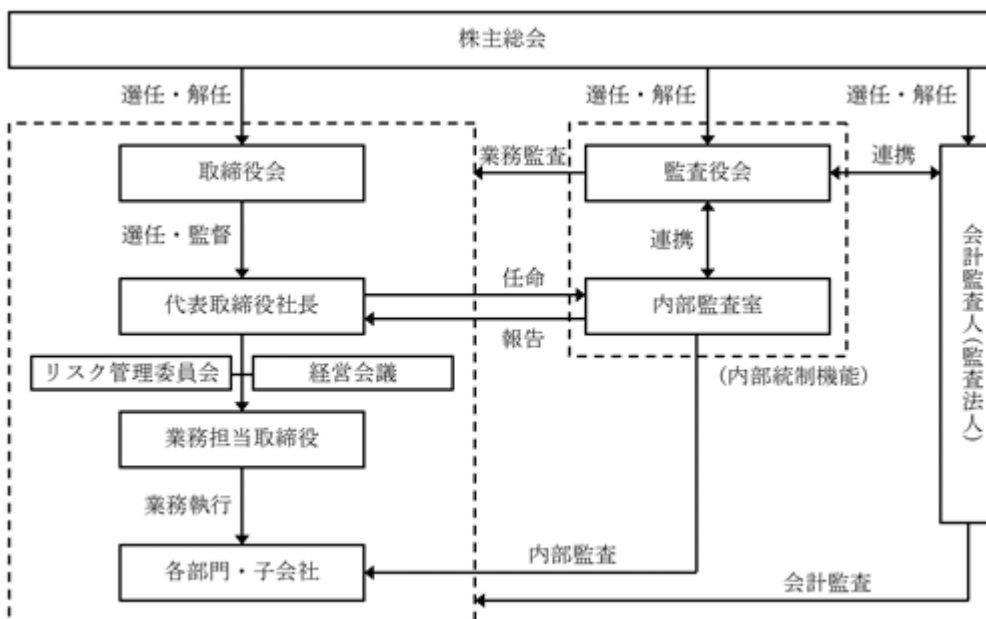 株主総会
選任・解任
選任・解任
選任・解任
取締役会
業務監査
監査役会
連携
選任・監督
連携
代表取締役社長
任命
報告
内部監査室
リスク管理委員会
経営会議
(内部統制機能)
会計監査人(監査法人)
業務担当取締役
業務執行
各部門・子会社
内部監査
会計監査